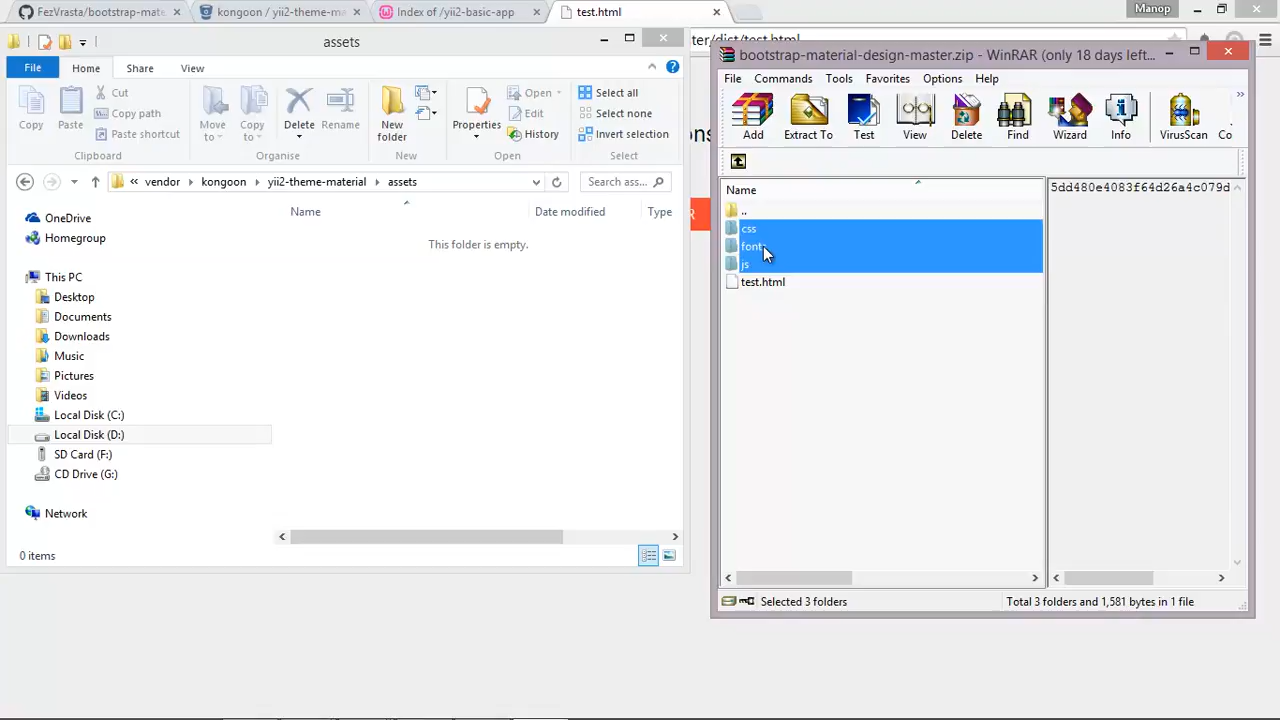 FezVrasta/bootstrap-mate
kongoon / yii2-theme-ma
Index of /yii2-basic-app
test.html
Manop
ter/dist/test.html
assets
File
Home
Share
View
Copy
Paste
Cut
Copy path
Paste shortcut
Clipboard
Move to
Copy to
Delete
Rename
Organise
New folder
New
Properties
Open
Edit
History
Open
Select all
Select none
Invert selection
Select
vendor
kongoon
yii2-theme-material
assets
Search ass...
OneDrive
Homegroup
This PC
Desktop
Documents
Downloads
Music
Pictures
Videos
Local Disk (C:)
Local Disk (D:)
SD Card (F:)
CD Drive (G:)
Network
Name
Date modified
Type
This folder is empty.
0 items
ons
R
bootstrap-material-design-master.zip - WinRAR (only 18 days left...
File
Commands
Tools
Favorites
Options
Help
Add
Extract To
Test
View
Delete
Find
Wizard
Info
VirusScan
Co
Name
..
css
font
js
test.html
5dd480e4083f64d26a4c079d
Selected 3 folders
Total 3 folders and 1,581 bytes in 1 file